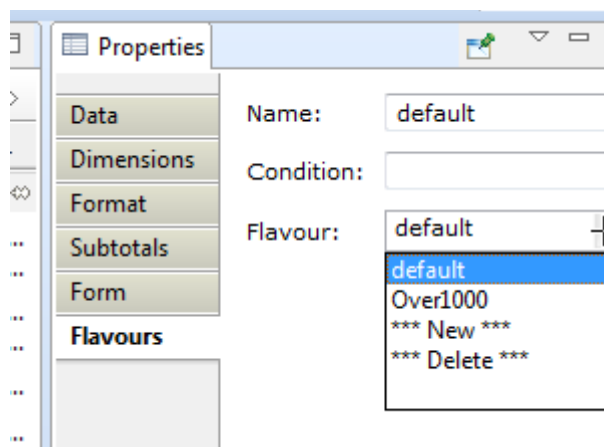 Properties
Data
Name: default
Dimensions
Condition:
Format
Flavour: default
Subtotals
default
Form
Over1000
*** New ***
Flavours
*** Delete ***